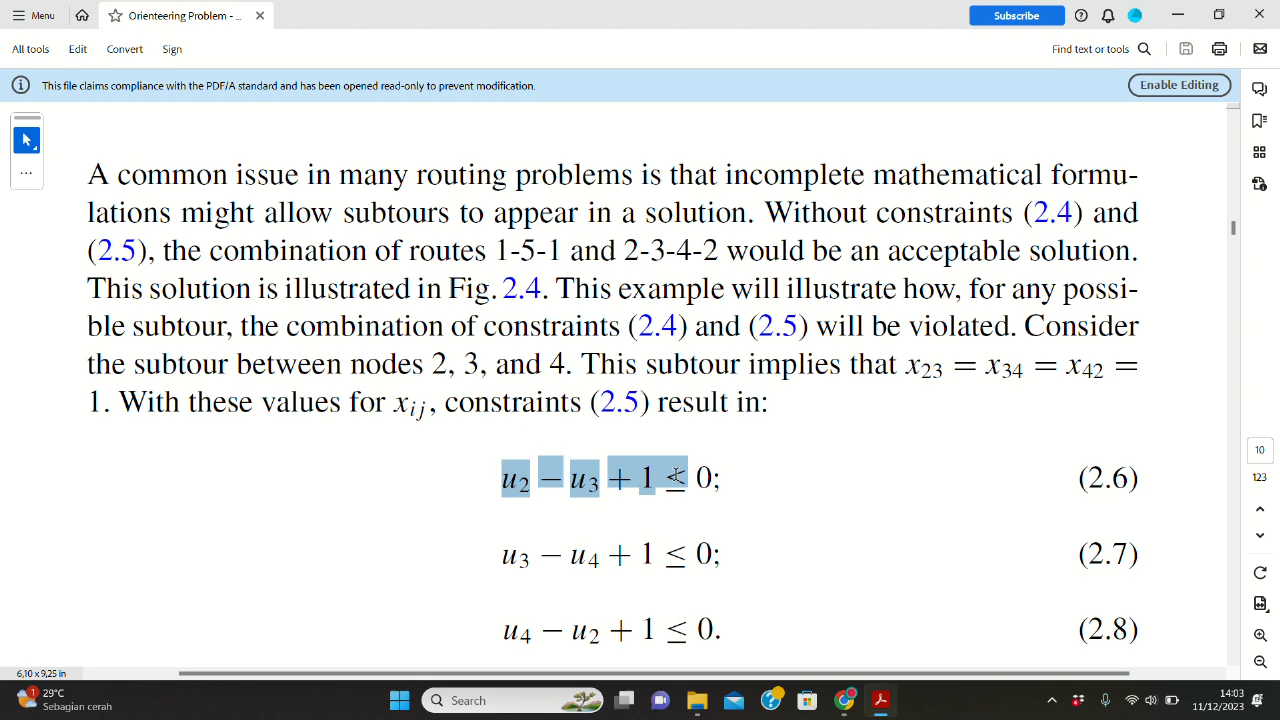 Menu
Orienteering Problem - ...
Subscribe
All tools Edit Convert Sign
Find text or tools
This file claims compliance with the PDF/A standard and has been opened read-only to prevent modification.
Enable Editing
A common issue in many routing problems is that incomplete mathematical formu-
lations might allow subtours to appear in a solution. Without constraints (2.4) and
(2.5), the combination of routes 1-5-1 and 2-3-4-2 would be an acceptable solution.
This solution is illustrated in Fig. 2.4. This example will illustrate how, for any possi-
ble subtour, the combination of constraints (2.4) and (2.5) will be violated. Consider
the subtour between nodes 2, 3, and 4. This subtour implies that x₂₃ = x₃₄ = x₄₂ =
1. With these values for xᵢⱼ, constraints (2.5) result in:
u₂ − u₃ + 1 ≤ 0; (2.6)
u₃ − u₄ + 1 ≤ 0; (2.7)
u₄ − u₂ + 1 ≤ 0. (2.8)
10
123
6,10 x 9,25 in
1
29°C
Sebagian cerah
Search
14:03
11/12/2023